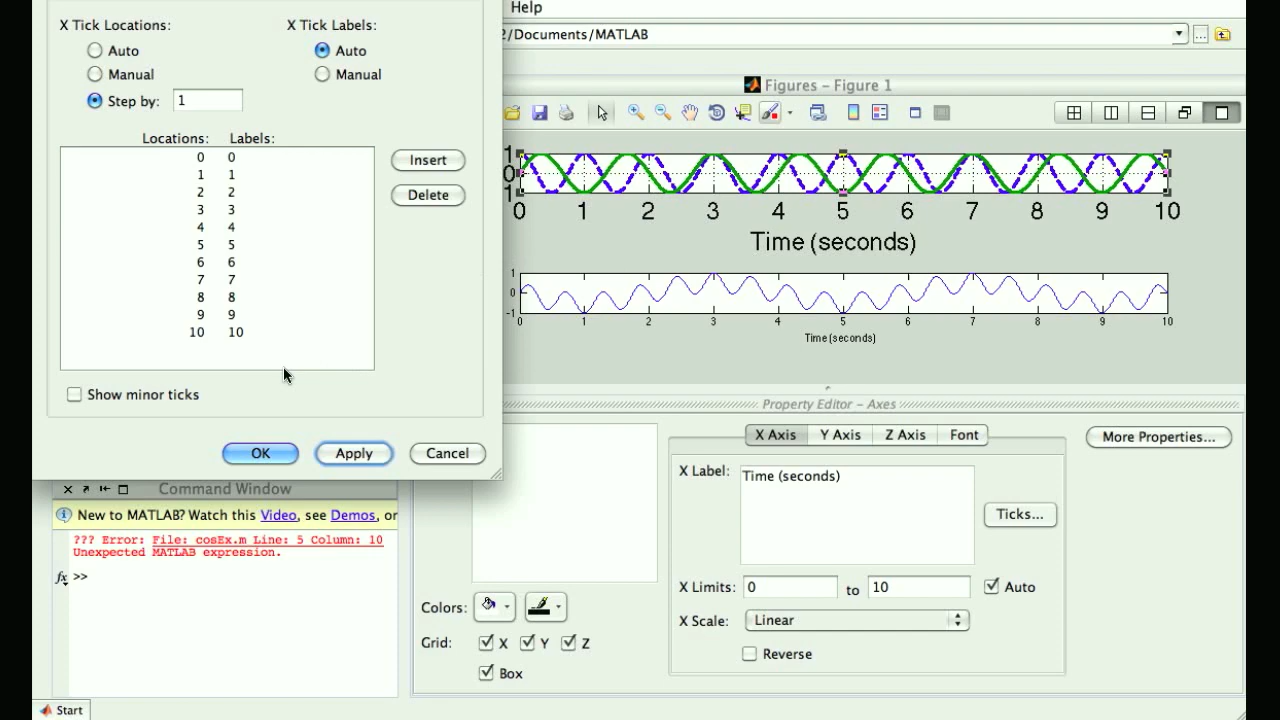 Help
X Tick Locations: X Tick Labels:
Auto Auto
Manual Manual
Step by: 1
Locations: Labels:
0 0
1 1
2 2
3 3
4 4
5 5
6 6
7 7
8 8
9 9
10 10
Insert
Delete
Show minor ticks
OK Apply Cancel
2/Documents/MATLAB
...
Figures - Figure 1
1
0
1
0 1 2 3 4 5 6 7 8 9 10
Time (seconds)
1
0
-1
0 1 2 3 4 5 6 7 8 9 10
Time (seconds)
Property Editor - Axes
X Axis Y Axis Z Axis Font
More Properties...
X Label: Time (seconds)
Ticks...
X Limits: 0 to 10 Auto
X Scale: Linear
Reverse
Colors:
Grid: X Y Z
Box
Command Window
New to MATLAB? Watch this Video, see Demos, or
??? Error: File: cosEx.m Line: 5 Column: 10
Unexpected MATLAB expression.
fx >>
Start